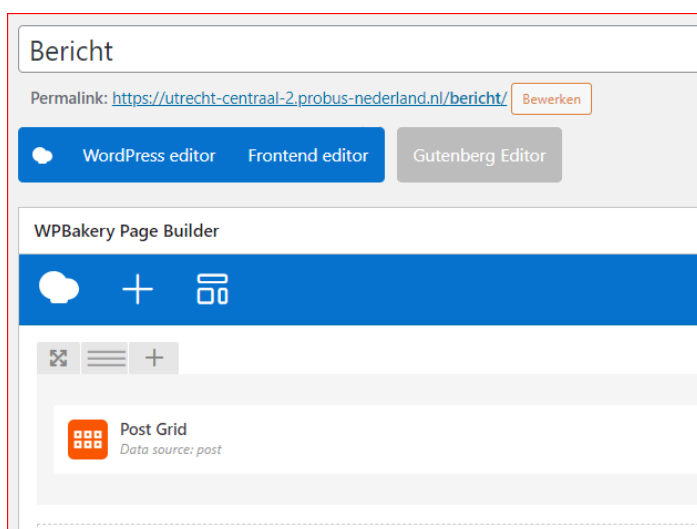 Bericht
Permalink: https://utrecht-centraal-2.probus-nederland.nl/bericht/ Bewerken
WordPress editor Frontend editor Gutenberg Editor
WPBakery Page Builder
Post Grid
Data source: post